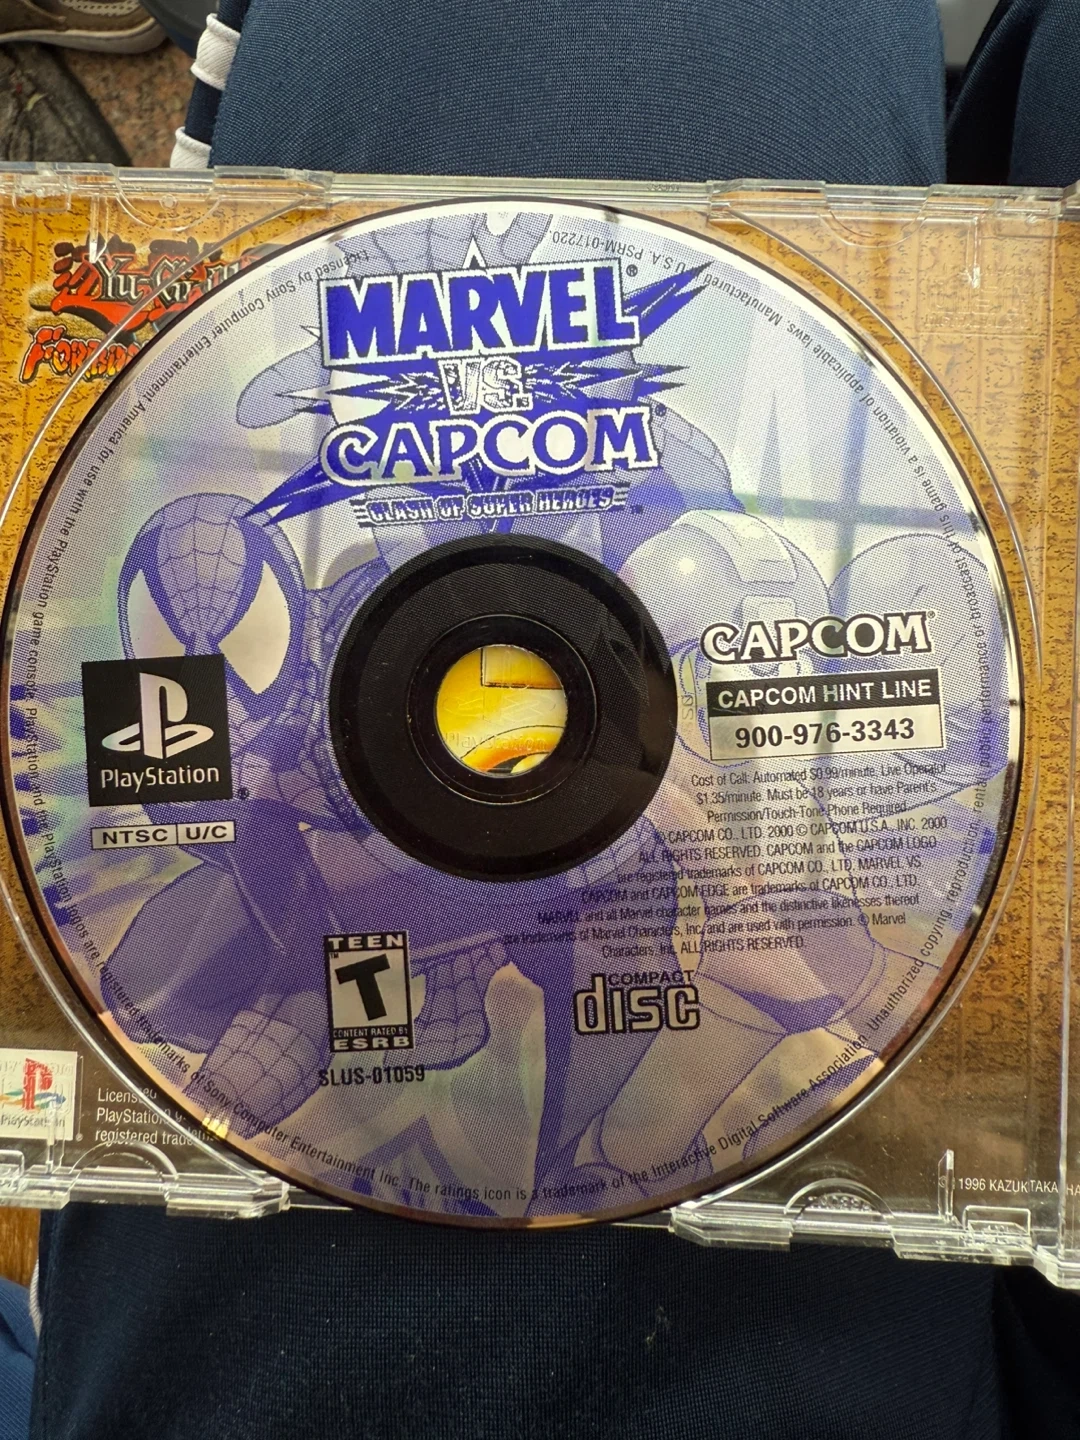 Yu-Gi-Oh
Licensed by Sony Computer Entertainment America for use with the PlayStation game console. PlayStation and the PlayStation logos are registered trademarks of Sony Computer Entertainment Inc. The ratings icon is a trademark of the Interactive Digital Software Association. Unauthorized copying, reproduction, rental, public performance or broadcast of this game is a violation of applicable laws. Manufactured in U.S.A. PSRM-017220.
MARVEL®
VS.
CAPCOM®
CLASH OF SUPER HEROES™
CAPCOM®
CAPCOM HINT LINE
900-976-3343
Cost of Call: Automated $0.99/minute. Live Operator
$1.35/minute. Must be 18 years or have Parent's
Permission/Touch-Tone Phone Required.
© CAPCOM CO., LTD. 2000 © CAPCOM U.S.A., INC. 2000
ALL RIGHTS RESERVED. CAPCOM and the CAPCOM LOGO
are registered trademarks of CAPCOM CO., LTD. MARVEL VS.
CAPCOM and CAPCOM EDGE are trademarks of CAPCOM CO., LTD.
MARVEL and all Marvel character names and the distinctive likenesses thereof
are trademarks of Marvel Characters, Inc. and are used with permission. © Marvel
Characters, Inc. ALL RIGHTS RESERVED.
PlayStation®
NTSC U/C
TEEN
T™
CONTENT RATED BY
ESRB
SLUS-01059
COMPACT
disc
PlayStation
PlayStation®
registered
1996 KAZUKI TAKAHA